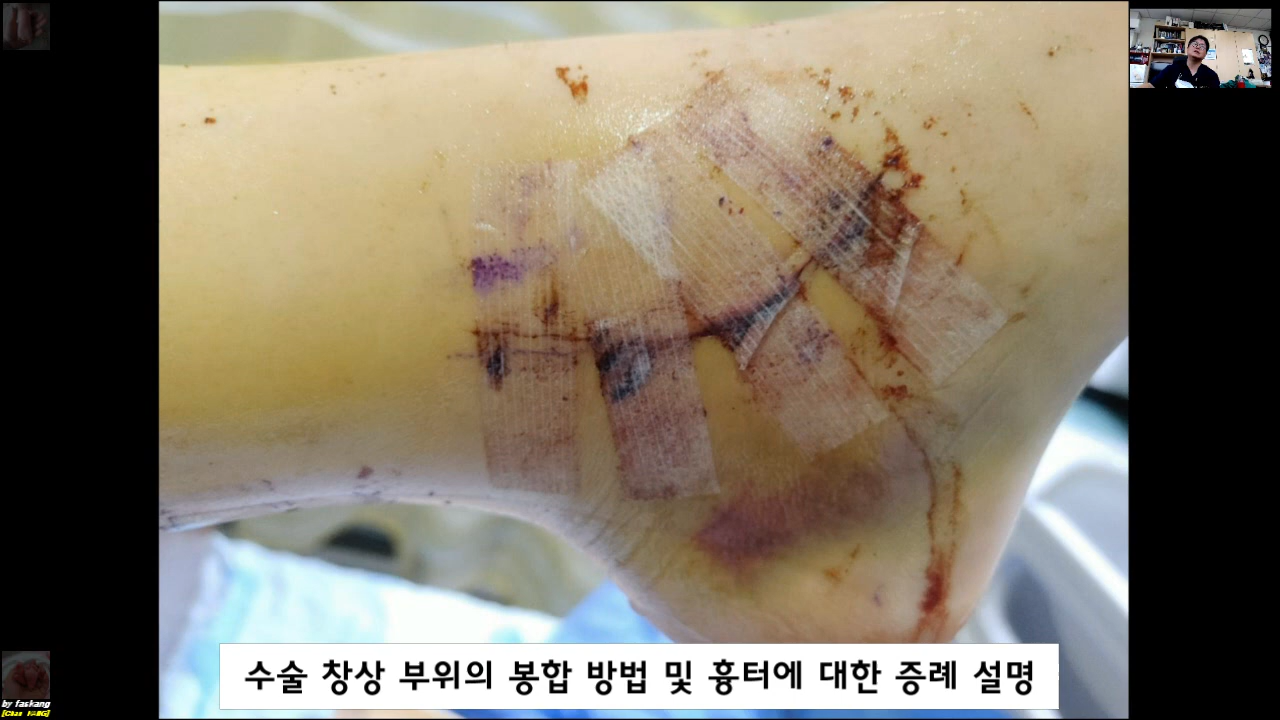 수술 창상 부위의 봉합 방법 및 흉터에 대한 증례 설명
by faskang